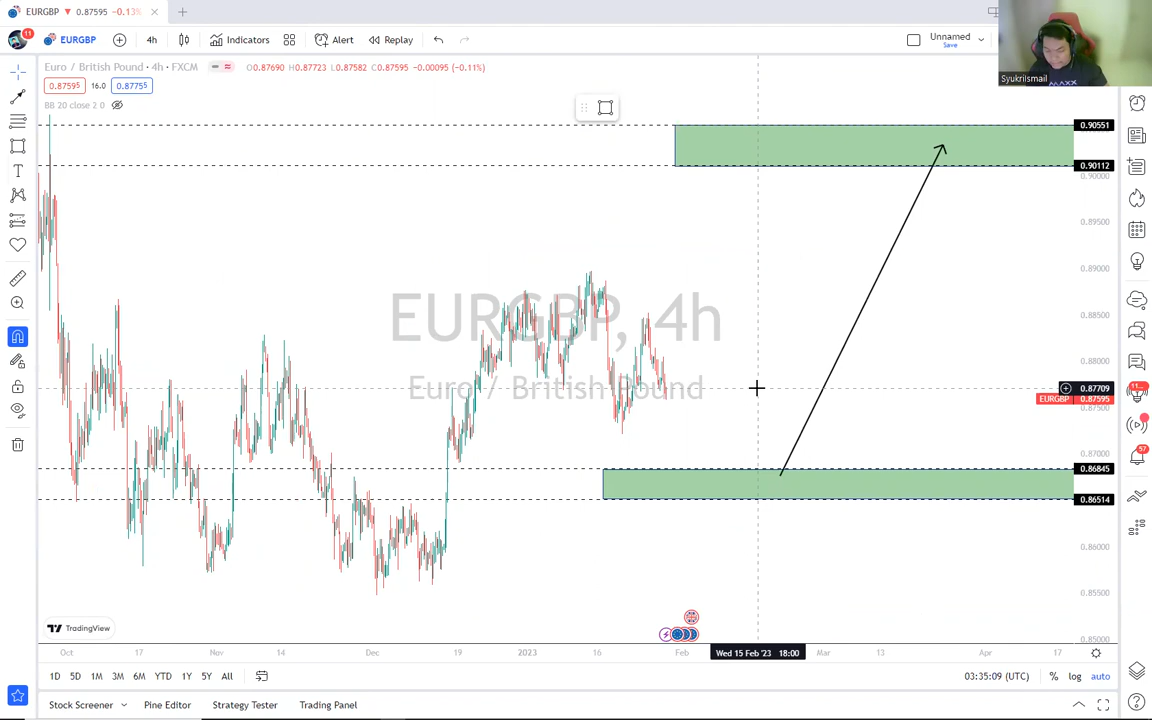 EURGBP ▼ 0.87595 −0.13%
11
EURGBP
4h
Indicators
Alert
Replay
Unnamed
Save
SyukriIsmail
Euro / British Pound · 4h · FXCM
O0.87690 H0.87723 L0.87582 C0.87595 −0.00095 (−0.11%)
0.87595
16.0
0.87755
BB 20 close 2 0
0.90551
0.90112
0.90000
0.89500
0.89000
0.88500
0.88000
0.87709
EURGBP 0.87595
0.87500
0.87000
0.86845
0.86514
0.86000
0.85500
0.85000
EURGBP, 4h
Euro / British Pound
TradingView
Oct
17
Nov
14
Dec
19
2023
16
Feb
Wed 15 Feb '23 18:00
Mar
13
Apr
17
1D
5D
1M
3M
6M
YTD
1Y
5Y
All
03:35:09 (UTC)
%
log
auto
Stock Screener
Pine Editor
Strategy Tester
Trading Panel
57